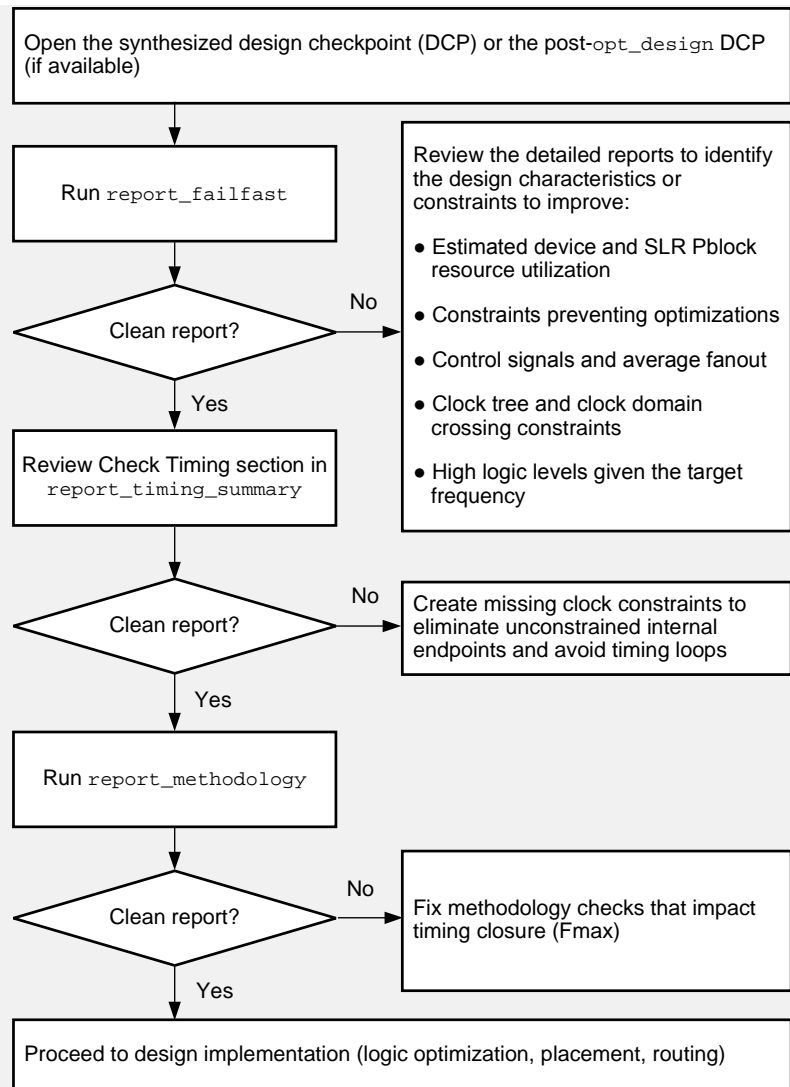 Open the synthesized design checkpoint (DCP) or the post-opt_design DCP
(if available)
Run report_failfast
Clean report?
No
Review the detailed reports to identify
the design characteristics or
constraints to improve:
● Estimated device and SLR Pblock
resource utilization
● Constraints preventing optimizations
● Control signals and average fanout
● Clock tree and clock domain
crossing constraints
● High logic levels given the target
frequency
Yes
Review Check Timing section in
report_timing_summary
Clean report?
No
Create missing clock constraints to
eliminate unconstrained internal
endpoints and avoid timing loops
Yes
Run report_methodology
Clean report?
No
Fix methodology checks that impact
timing closure (Fmax)
Yes
Proceed to design implementation (logic optimization, placement, routing)